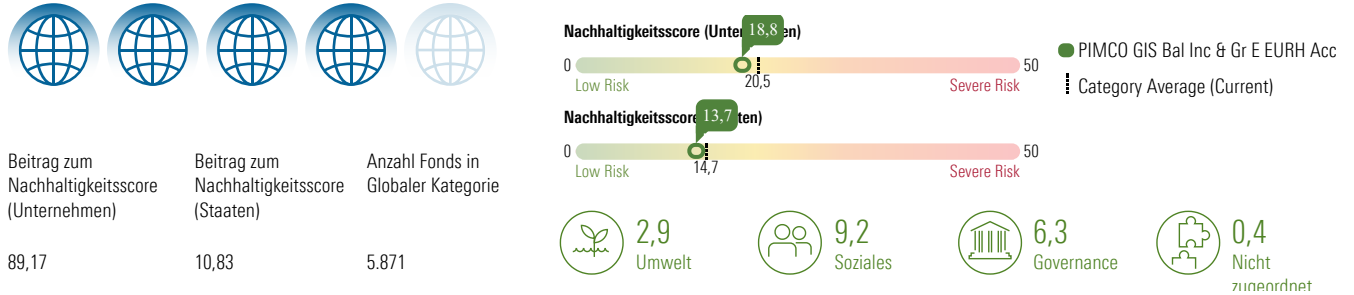 Beitrag zum
Nachhaltigkeitsscore
(Unternehmen)
89,17
Beitrag zum
Nachhaltigkeitsscore
(Staaten)
10,83
Anzahl Fonds in
Globaler Kategorie
5.871
Nachhaltigkeitsscore (Unter en)
18,8
0
50
Low Risk
20,5
Severe Risk
Nachhaltigkeitsscore ten)
13,7
0
50
Low Risk
14,7
Severe Risk
PIMCO GIS Bal Inc & Gr E EURH Acc
Category Average (Current)
2,9
Umwelt
9,2
Soziales
6,3
Governance
0,4
Nicht
zugeordnet